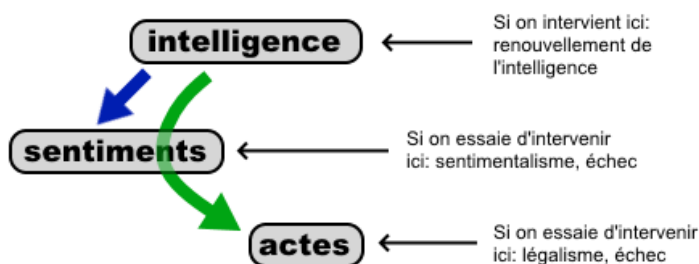 intelligence
Si on intervient ici:
renouvellement de
l'intelligence
sentiments
Si on essaie d'intervenir
ici: sentimentalisme, échec
actes
Si on essaie d'intervenir
ici: légalisme, échec